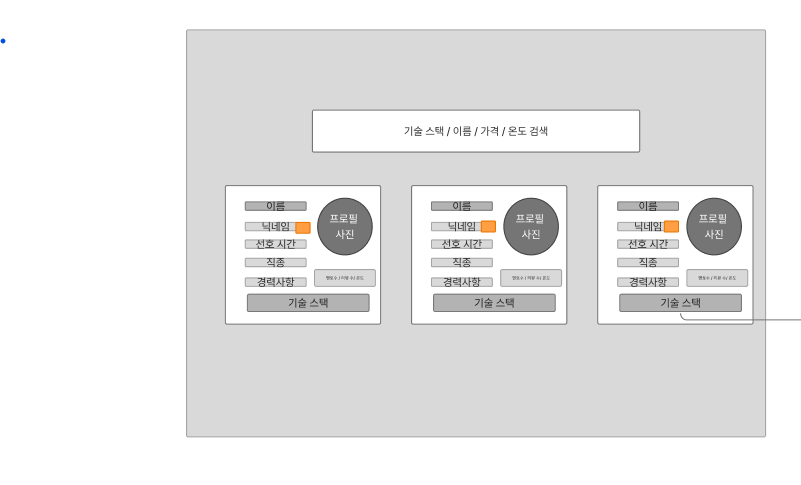 기술 스택 / 이름 / 가격 / 온도 검색
이름
닉네임
선호 시간
직종
경력사항
프로필
사진
기술 스택
이름
닉네임
선호 시간
직종
경력사항
프로필
사진
기술 스택
이름
닉네임
선호 시간
직종
경력사항
프로필
사진
기술 스택